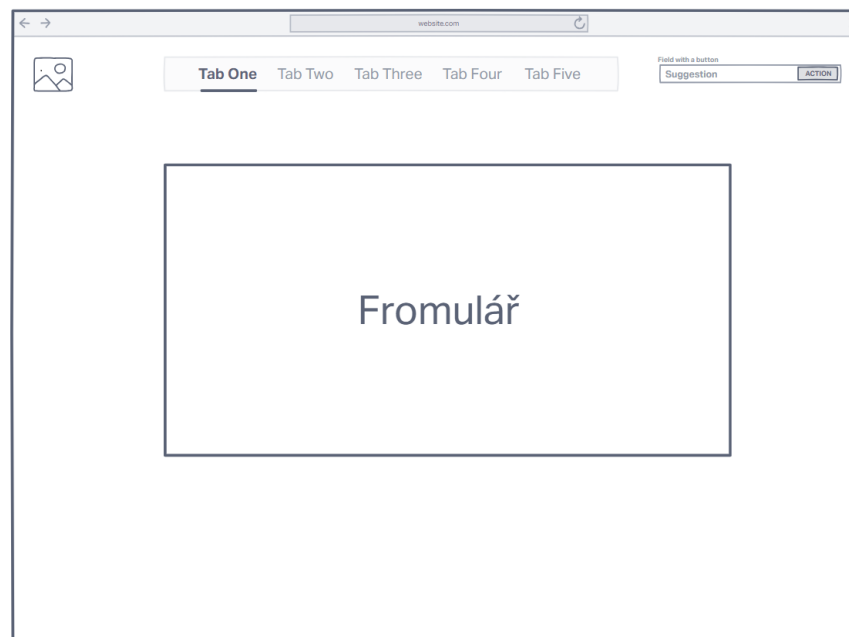 website.com
Tab One Tab Two Tab Three Tab Four Tab Five
Field with a button
Suggestion ACTION
Fromulář